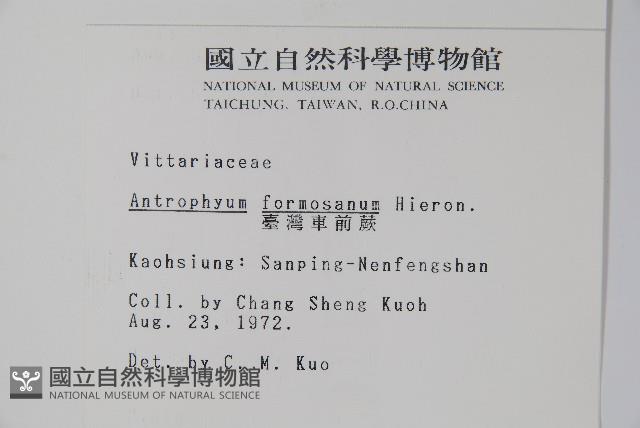 國立自然科學博物館
NATIONAL MUSEUM OF NATURAL SCIENCE
TAICHUNG, TAIWAN, R.O.CHINA
Vittariaceae
Antrophyum formosanum Hieron.
臺灣車前蕨
Kaohsiung: Sanping-Nenfengshan
Coll. by Chang Sheng Kuoh
Aug. 23, 1972.
Det. by C. M. Kuo
國立自然科學博物館
NATIONAL MUSEUM OF NATURAL SCIENCE